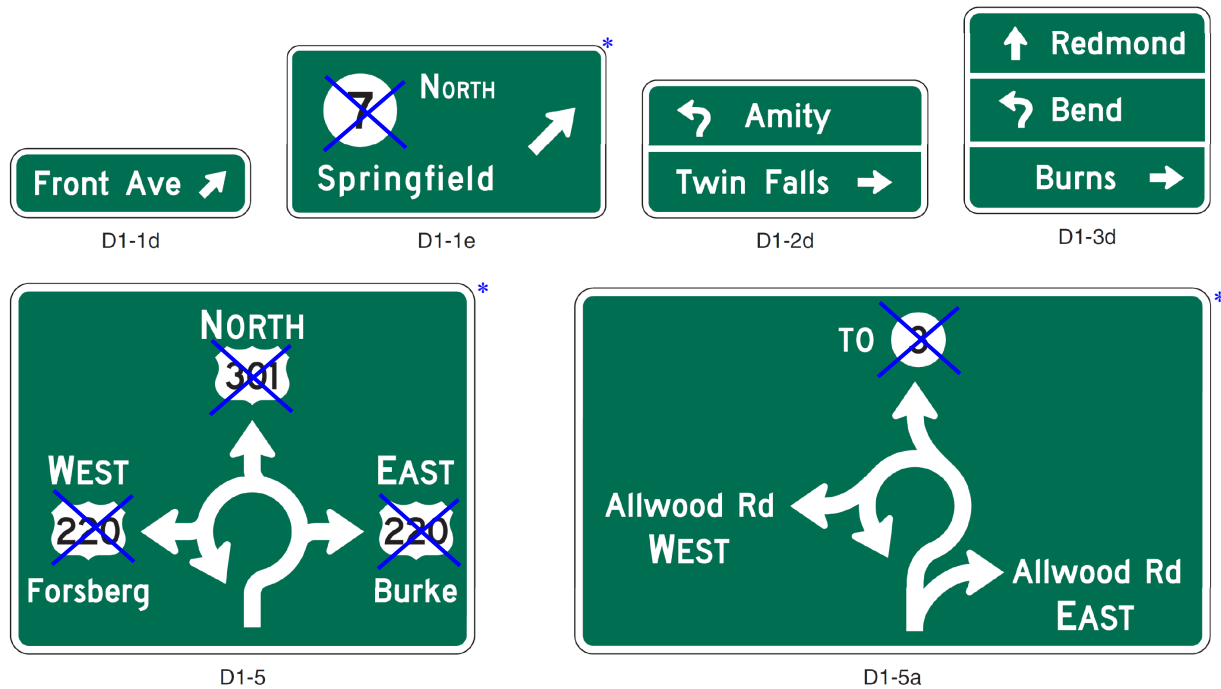 Front Ave
D1-1d
*
7
NORTH
Springfield
D1-1e
Amity
Twin Falls
D1-2d
Redmond
Bend
Burns
D1-3d
*
NORTH
301
WEST
220
Forsberg
EAST
220
Burke
D1-5
*
TO 3
Allwood Rd
WEST
Allwood Rd
EAST
D1-5a